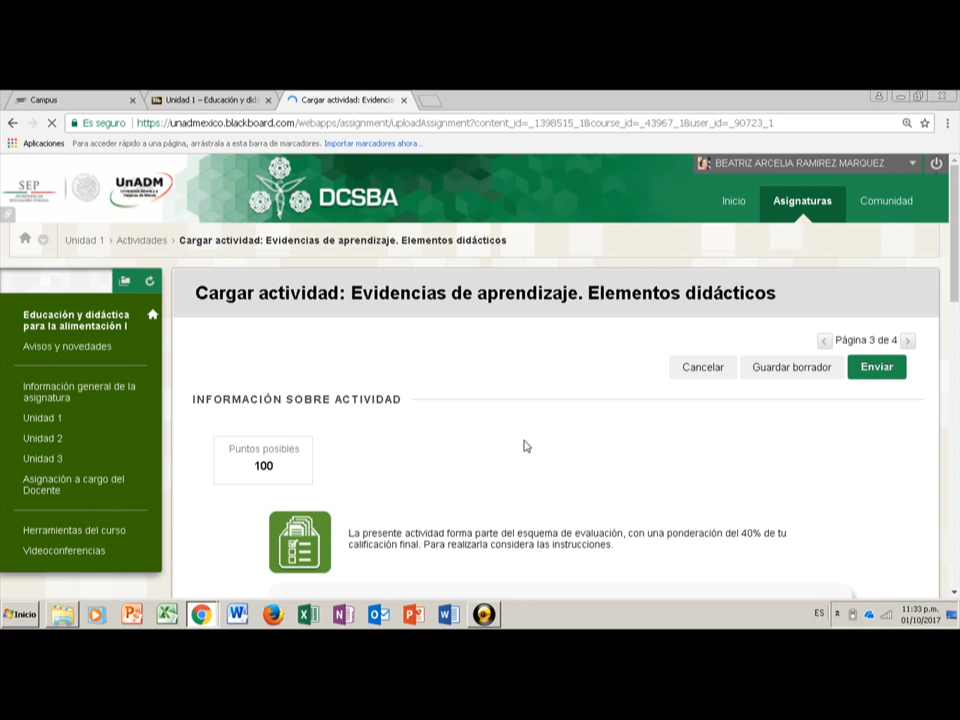 Campus
Unidad 1 – Educación y did
Cargar actividad: Evidencia
Es seguro
https://unadmexico.blackboard.com/webapps/assignment/uploadAssignment?content_id=_1398515_1&course_id=_43967_1&user_id=_90723_1
Aplicaciones
Para acceder rápido a una página, arrástrala a esta barra de marcadores. Importar marcadores ahora...
SEP
UnADM
DCSBA
BEATRIZ ARCELIA RAMIREZ MARQUEZ
Inicio
Asignaturas
Comunidad
Unidad 1 › Actividades › Cargar actividad: Evidencias de aprendizaje. Elementos didácticos
Educación y didáctica
para la alimentación I
Avisos y novedades
Información general de la
asignatura
Unidad 1
Unidad 2
Unidad 3
Asignación a cargo del
Docente
Herramientas del curso
Videoconferencias
Cargar actividad: Evidencias de aprendizaje. Elementos didácticos
Página 3 de 4
Cancelar
Guardar borrador
Enviar
INFORMACIÓN SOBRE ACTIVIDAD
Puntos posibles
100
La presente actividad forma parte del esquema de evaluación, con una ponderación del 40% de tu
calificación final. Para realizarla considera las instrucciones.
Inicio
ES
11:33 p.m.
01/10/2017